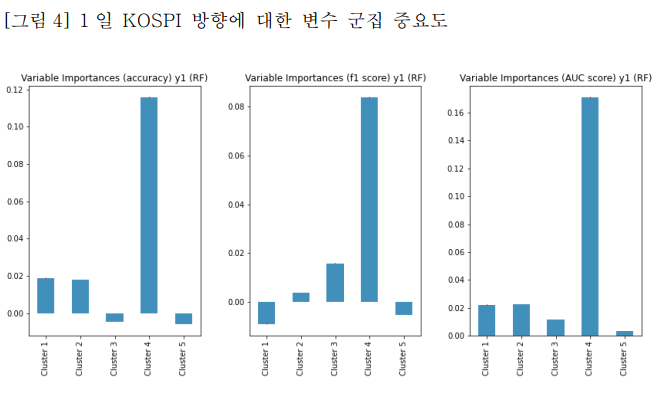 [그림 4] 1일 KOSPI 방향에 대한 변수 군집 중요도
Variable Importances (accuracy) y1 (RF)
0.12
0.10
0.08
0.06
0.04
0.02
0.00
Cluster 1
Cluster 2
Cluster 3
Cluster 4
Cluster 5
Variable Importances (f1 score) y1 (RF)
0.08
0.06
0.04
0.02
0.00
Cluster 1
Cluster 2
Cluster 3
Cluster 4
Cluster 5
Variable Importances (AUC score) y1 (RF)
0.16
0.14
0.12
0.10
0.08
0.06
0.04
0.02
0.00
Cluster 1
Cluster 2
Cluster 3
Cluster 4
Cluster 5